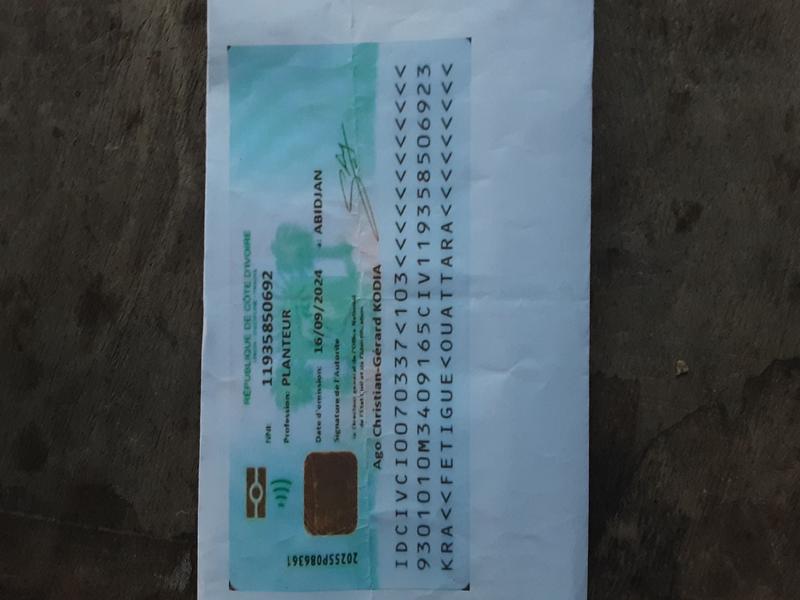 RÉPUBLIQUE DE CÔTE D'IVOIRE
NNI: 11935850692
Profession: PLANTEUR
Date d'émission: 16/09/2024 à: ABIDJAN
Signature de l'Autorité
Ago Christian-Gérard KODIA
2025SP086361
IDCIVCI0070337<103<<<<<<<<<<<<
9301010M3409165CIV119358506923
KRA<<FETIGUE<OUATTARA<<<<<<<<<